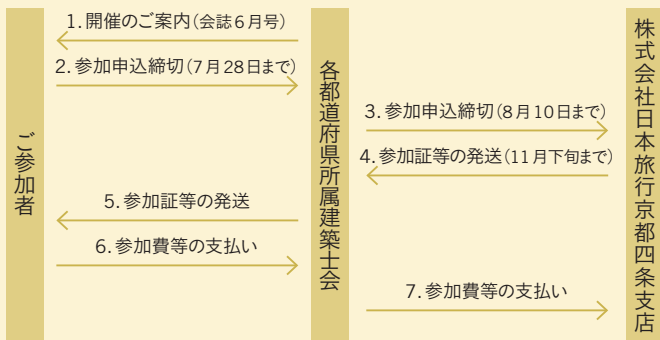 1.開催のご案内(会誌6月号)
2.参加申込締切(7月28日まで)
3.参加申込締切(8月10日まで)
4.参加証等の発送(11月下旬まで)
5.参加証等の発送
6.参加費等の支払い
7.参加費等の支払い
ご参加者
各都道府県所属建築士会
株式会社日本旅行京都四条支店